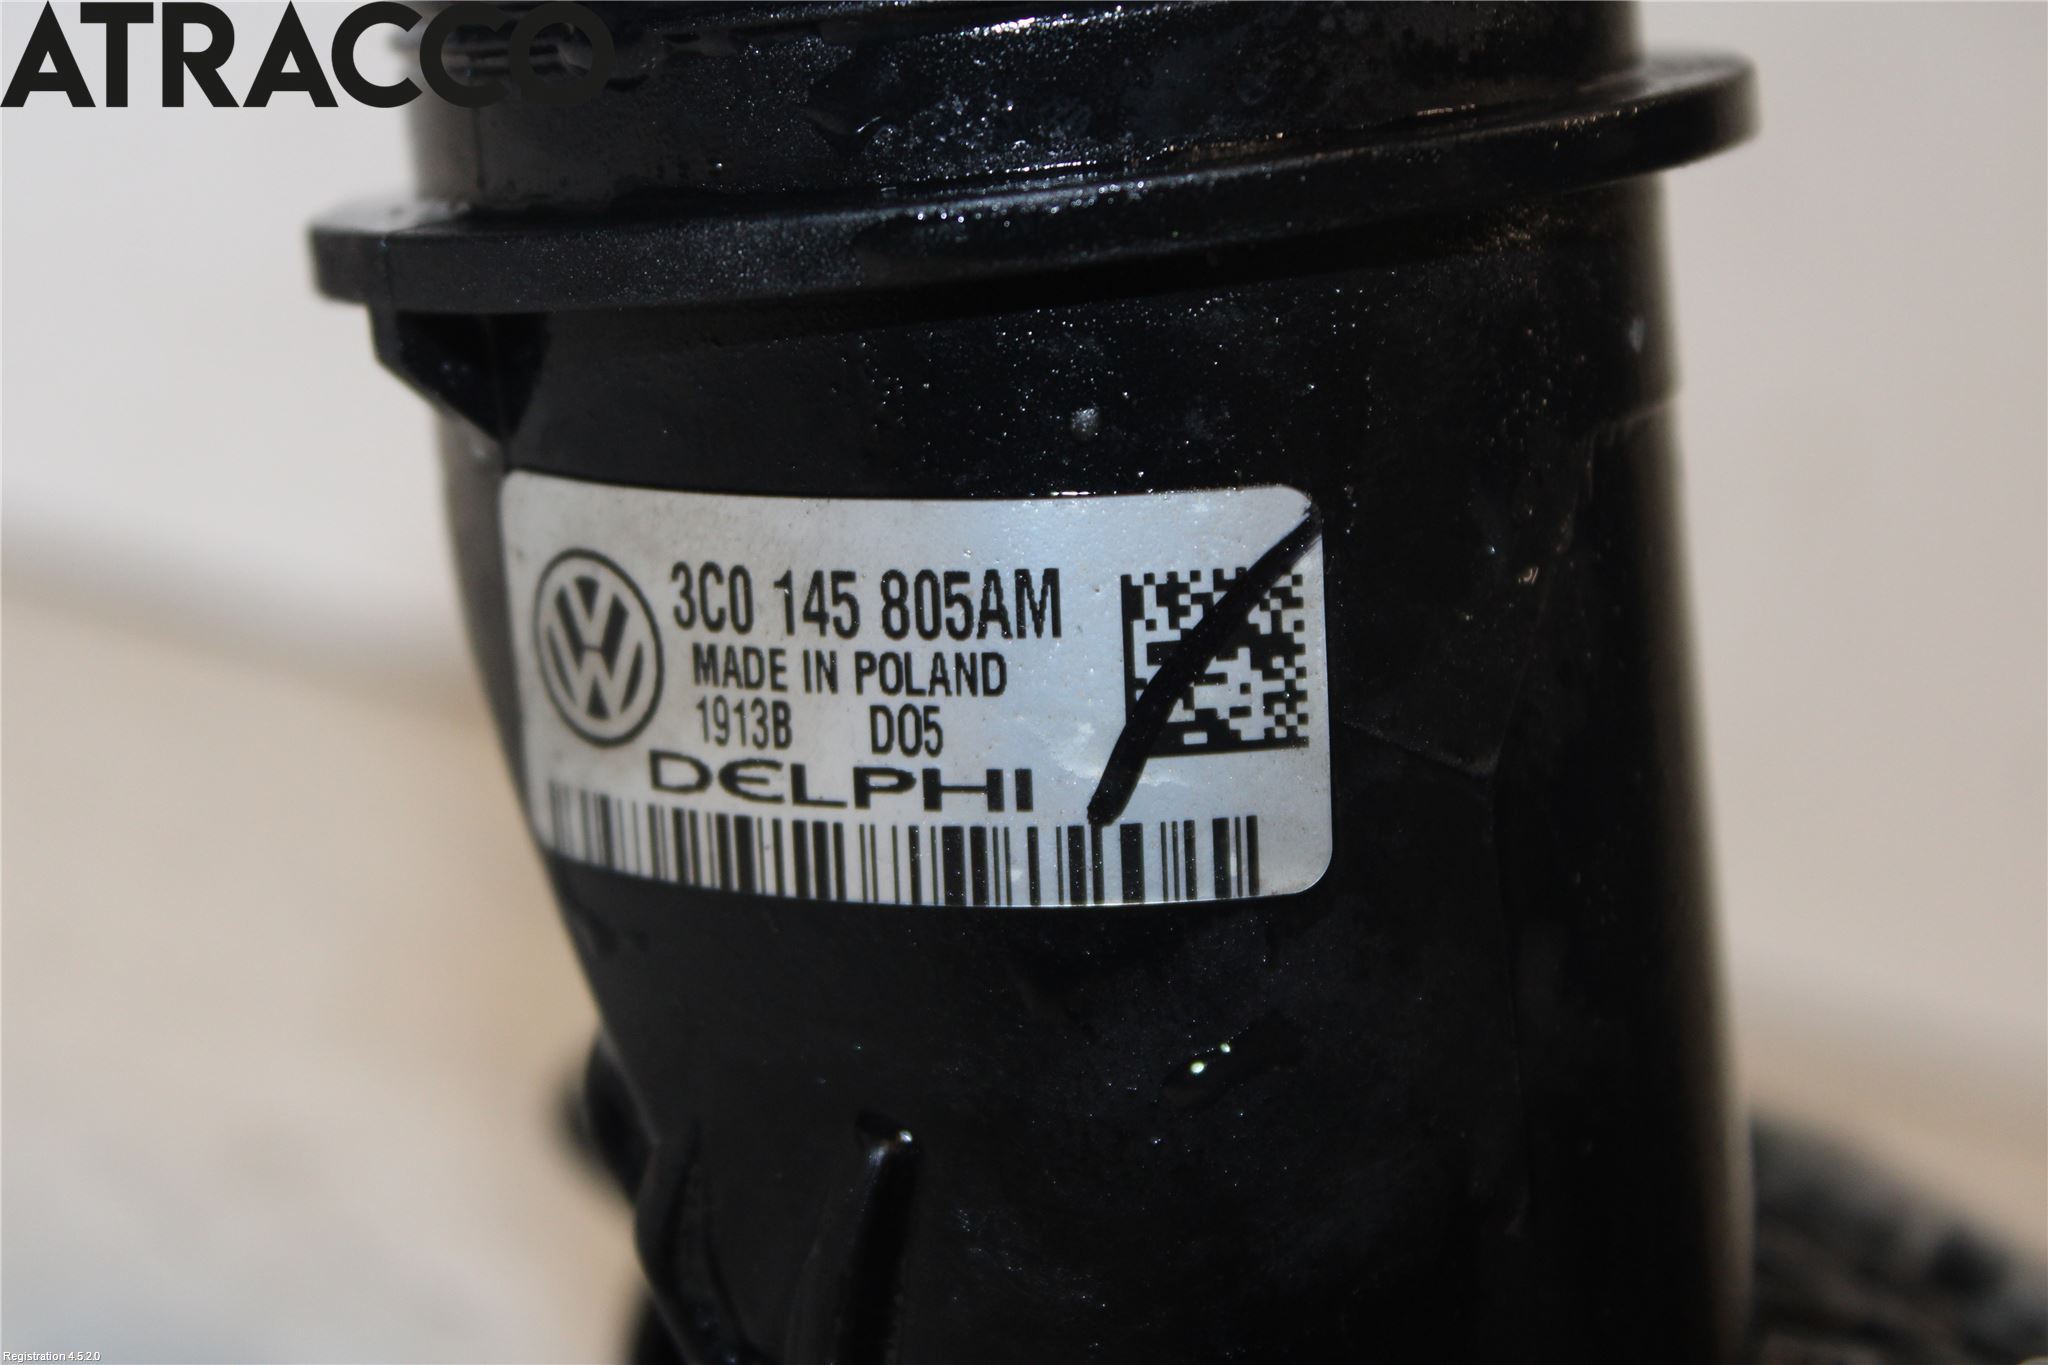 ATRACCO
3C0 145 805AM
MADE IN POLAND
1913B D05
DELPHI
Registration 4.5.2.0